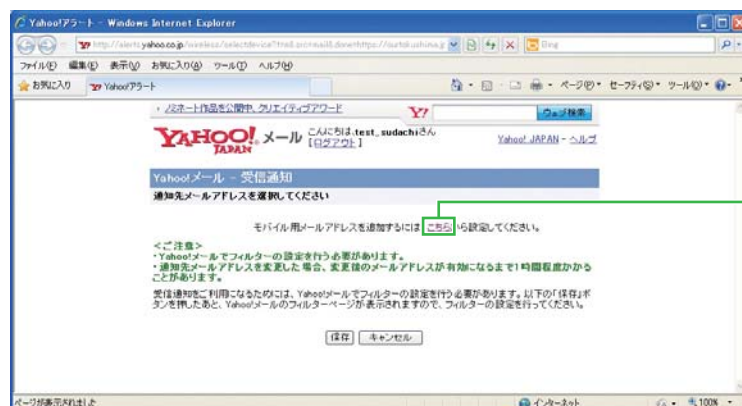 Yahoo!アラート - Windows Internet Explorer
ファイル(F) 編集(E) 表示(V) お気に入り(A) ツール(T) ヘルプ(H)
お気に入り Yahoo!アラート ページ(P) セーフティ(S) ツール(O)
Bing
・バネート作品を公開中、クリエイティブアワード
Y! ウェブ検索
YAHOO! JAPAN メール こんにちは、test_sudachiさん
[ログアウト] Yahoo! JAPAN - ヘルプ
Yahoo!メール - 受信通知
通知先メールアドレスを選択してください
モバイル用メールアドレスを追加するには こちら から設定してください。
<ご注意>
・Yahoo!メールでフィルターの設定を行う必要があります。
・通知先メールアドレスを変更した場合、変更後のメールアドレスが有効になるまで1時間程度かかる
ことがあります。
受信通知をご利用になるためには、Yahoo!メールでフィルターの設定を行う必要があります。以下の「保存」ボ
タンを押したあと、Yahoo!メールのフィルターページが表示されますので、フィルターの設定を行ってください。
保存 キャンセル
ページが表示されました インターネット 100%